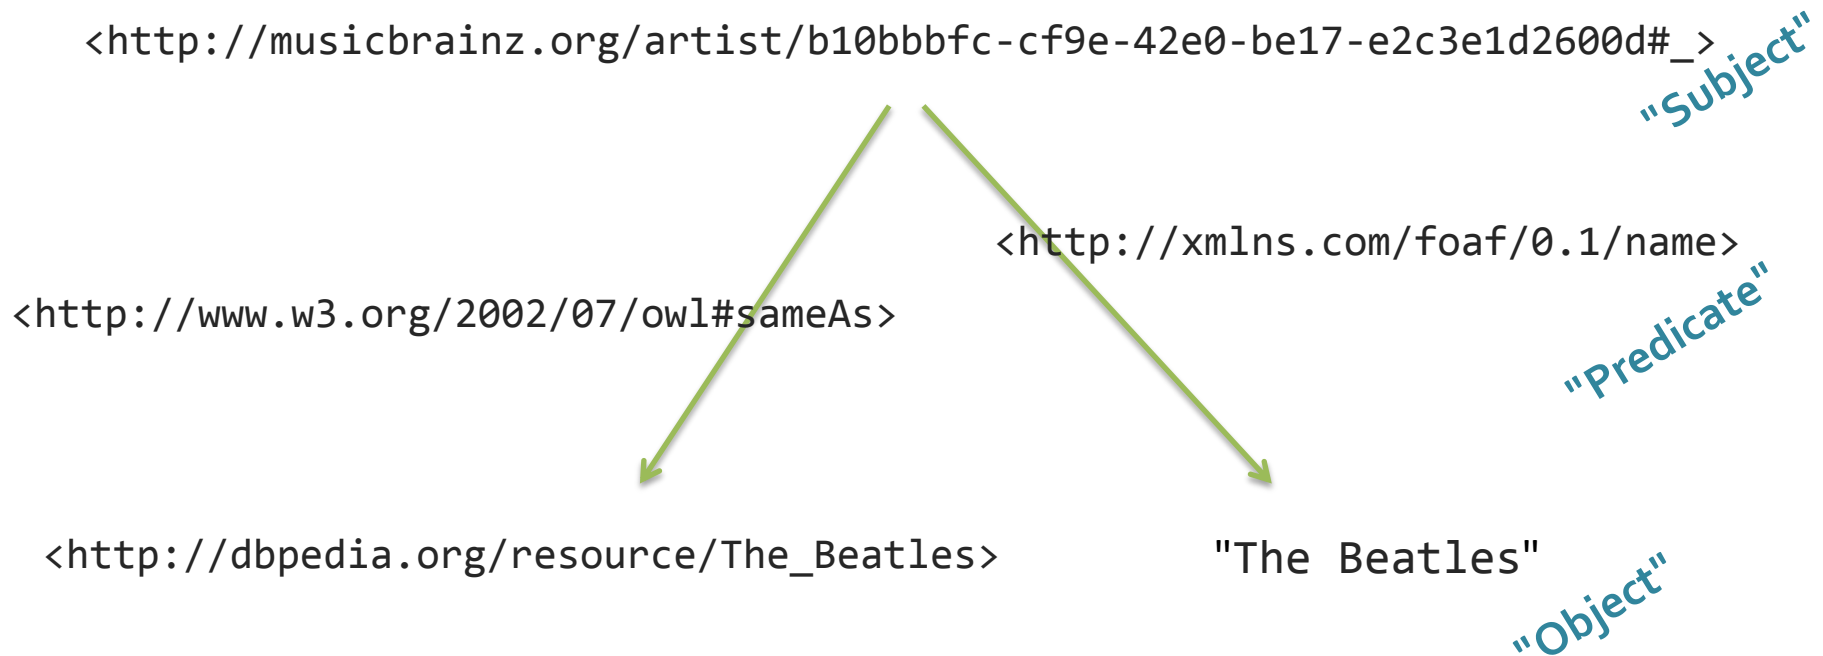 <http://musicbrainz.org/artist/b10bbbfc-cf9e-42e0-be17-e2c3e1d2600d#_>
"Subject"
<http://xmlns.com/foaf/0.1/name>
<http://www.w3.org/2002/07/owl#sameAs>
"Predicate"
<http://dbpedia.org/resource/The_Beatles>
"The Beatles"
"Object"